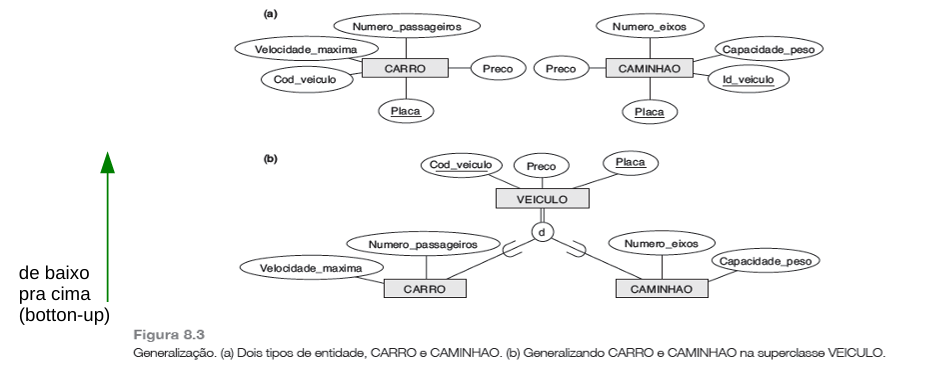 (a)
Numero_passageiros
Numero_eixos
Velocidade_maxima
Capacidade_peso
CARRO
Preco
Preco
CAMINHAO
Cod_veiculo
Id_veiculo
Placa
Placa
(b)
Cod_veiculo
Preco
Placa
VEICULO
d
Numero_passageiros
Numero_eixos
Velocidade_maxima
Capacidade_peso
CARRO
CAMINHAO
de baixo
pra cima
(botton-up)
Figura 8.3
Generalização. (a) Dois tipos de entidade, CARRO e CAMINHAO. (b) Generalizando CARRO e CAMINHAO na superclasse VEICULO.